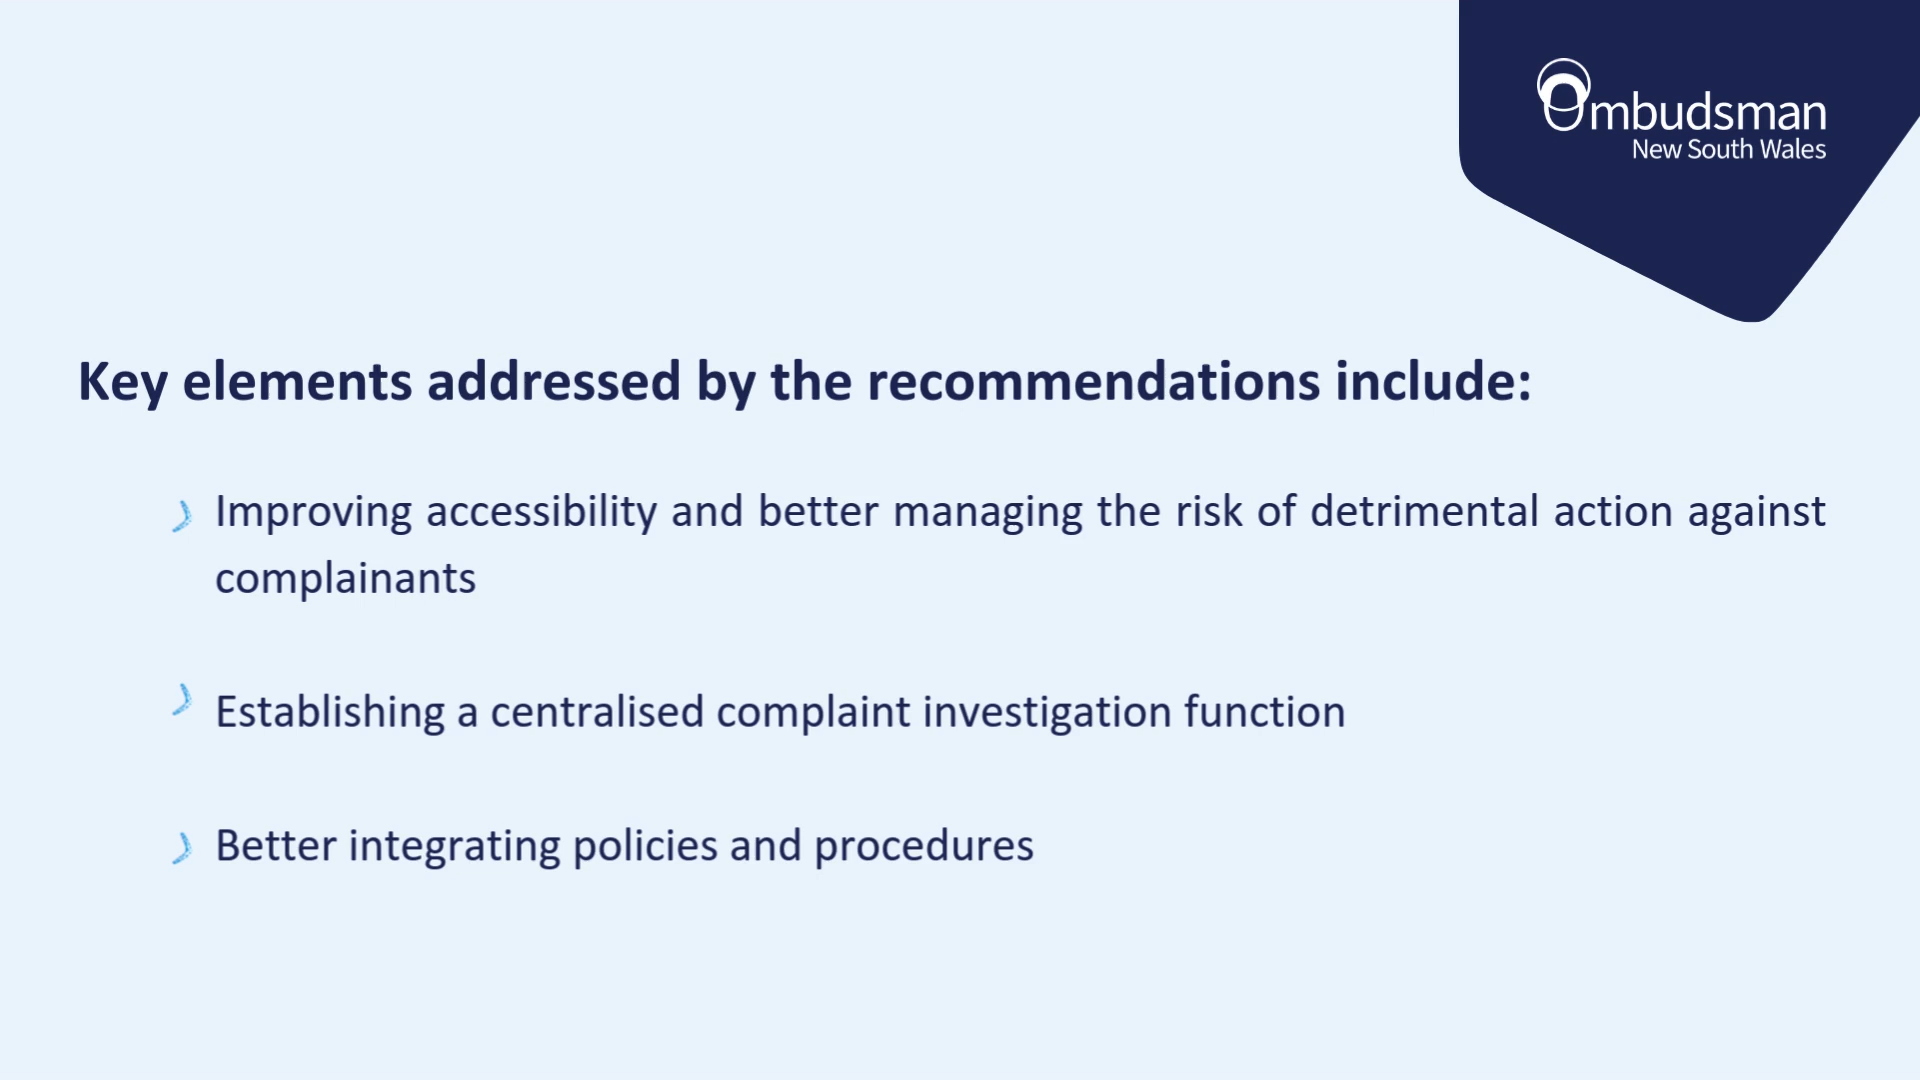 Ombudsman
New South Wales
Key elements addressed by the recommendations include:
Improving accessibility and better managing the risk of detrimental action against
complainants
Establishing a centralised complaint investigation function
Better integrating policies and procedures